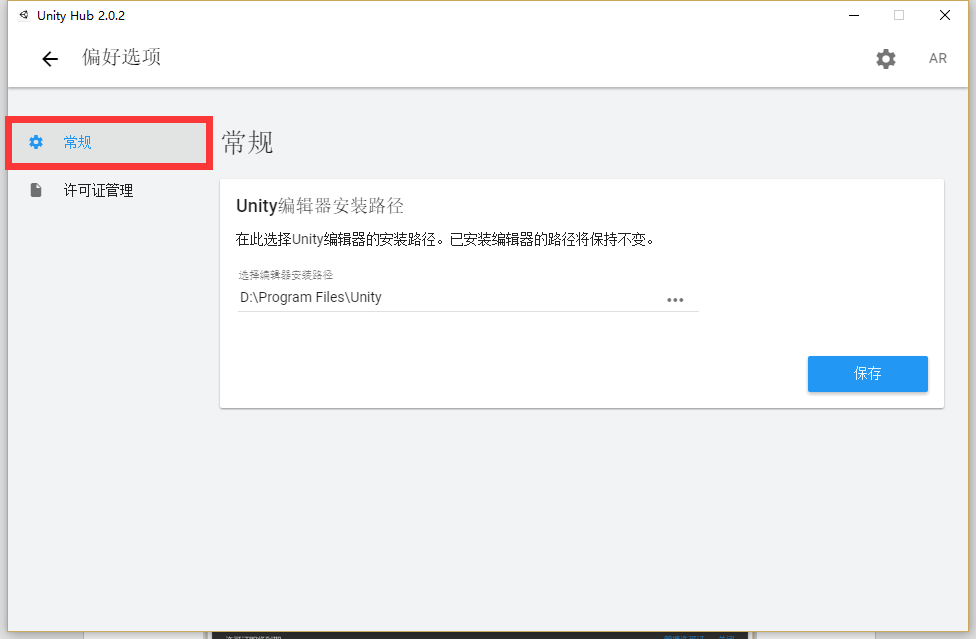 Unity Hub 2.0.2
偏好选项
AR
常规
许可证管理
常规
Unity编辑器安装路径
在此选择Unity编辑器的安装路径。已安装编辑器的路径将保持不变。
选择编辑器安装路径
D:\Program Files\Unity
保存